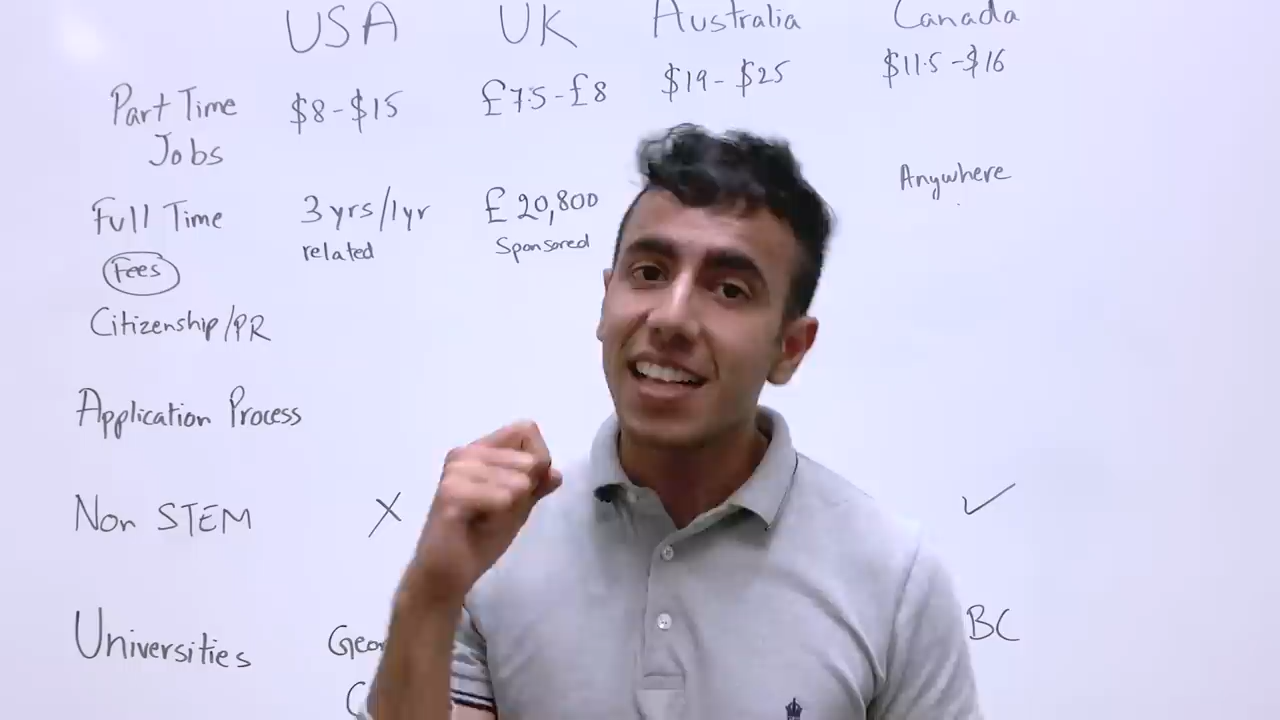 USA UK Australia Canada
Part Time Jobs $8-$15 £7.5-£8 $19-$25 $11.5-$16
Full Time 3 yrs/1yr related £20,800 Sponsored Anywhere
Fees
Citizenship/PR
Application Process
Non STEM X ✓
Universities BC